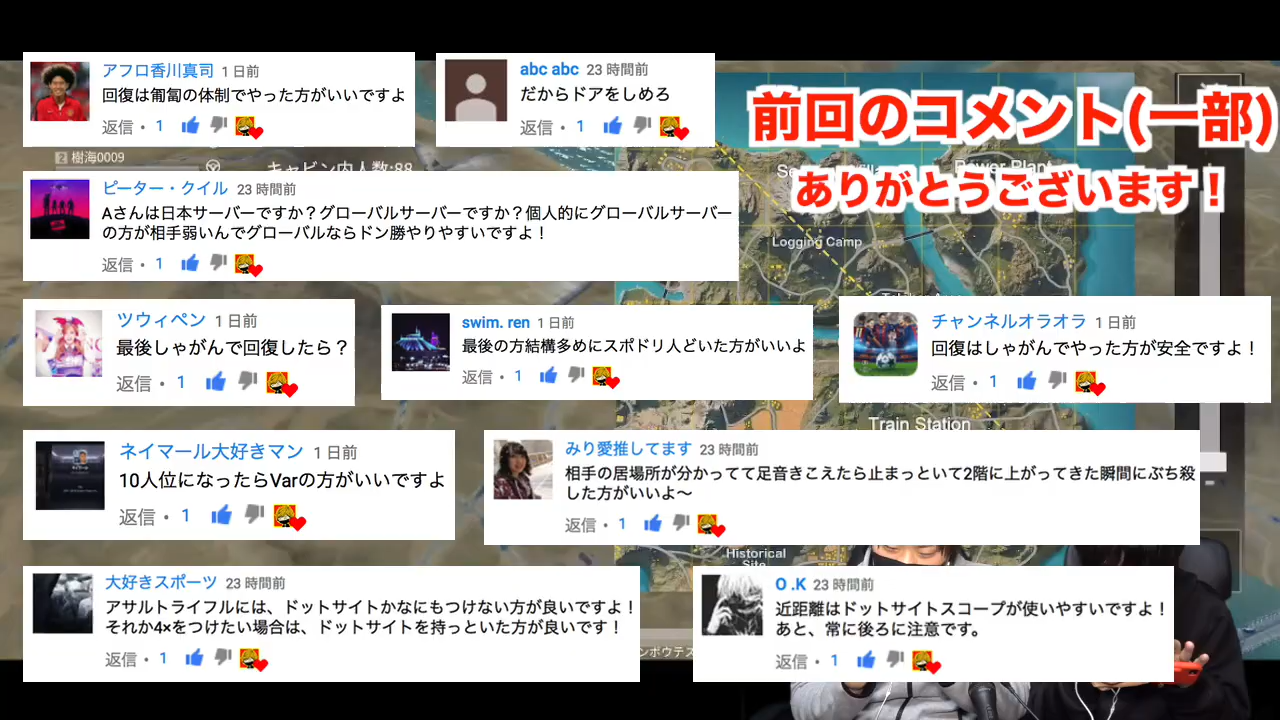 アフロ香川真司 1 日前
回復は匍匐の体制でやった方がいいですよ
返信・ 1
abc abc 23 時間前
だからドアをしめろ
返信・ 1
前回のコメント(一部)
ありがとうございます!
2 樹海0009
キャビン内人数:88
Power Plant
ピーター・クイル 23 時間前
Aさんは日本サーバーですか?グローバルサーバーですか?個人的にグローバルサーバー
の方が相手弱いんでグローバルならドン勝やりやすいですよ!
返信・ 1
Logging Camp
ツウィペン 1 日前
最後しゃがんで回復したら?
返信・ 1
swim. ren 1 日前
最後の方結構多めにスポドリ人どいた方がいいよ
返信・ 1
チャンネルオラオラ 1 日前
回復はしゃがんでやった方が安全ですよ!
返信・ 1
Train Station
ネイマール大好きマン 1 日前
10人位になったらVarの方がいいですよ
返信・ 1
みり愛推してます 23 時間前
相手の居場所が分かってて足音きこえたら止まっといて2階に上がってきた瞬間にぶち殺
した方がいいよ〜
返信・ 1
Historical
Site
大好きスポーツ 23 時間前
アサルトライフルには、ドットサイトかなにもつけない方が良いですよ!
それか4×をつけたい場合は、ドットサイトを持っといた方が良いです!
返信・ 1
O .K 23 時間前
近距離はドットサイトスコープが使いやすいですよ!
あと、常に後ろに注意です。
返信・ 1